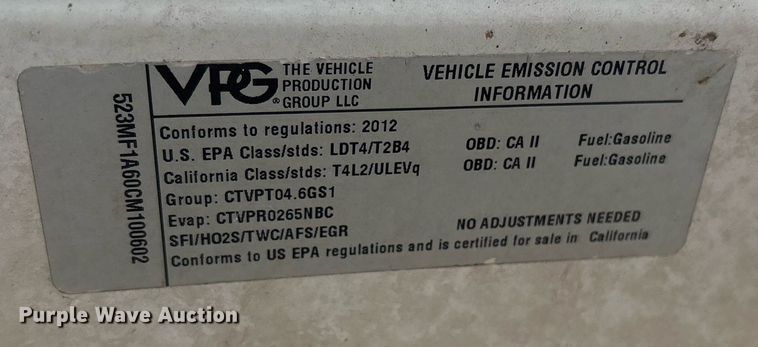 523MF1A60CM100602
VPG® THE VEHICLE
PRODUCTION
GROUP LLC
VEHICLE EMISSION CONTROL
INFORMATION
Conforms to regulations: 2012
U.S. EPA Class/stds: LDT4/T2B4 OBD: CA II Fuel:Gasoline
California Class/stds: T4L2/ULEVq OBD: CA II Fuel:Gasoline
Group: CTVPT04.6GS1
Evap: CTVPR0265NBC
SFI/HO2S/TWC/AFS/EGR NO ADJUSTMENTS NEEDED
Conforms to US EPA regulations and is certified for sale in California
Purple Wave Auction